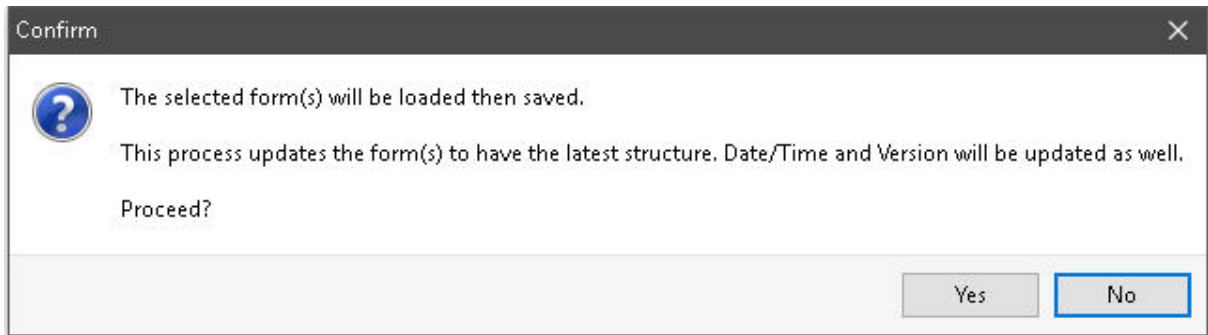 Confirm
The selected form(s) will be loaded then saved.
This process updates the form(s) to have the latest structure. Date/Time and Version will be updated as well.
Proceed?
Yes No